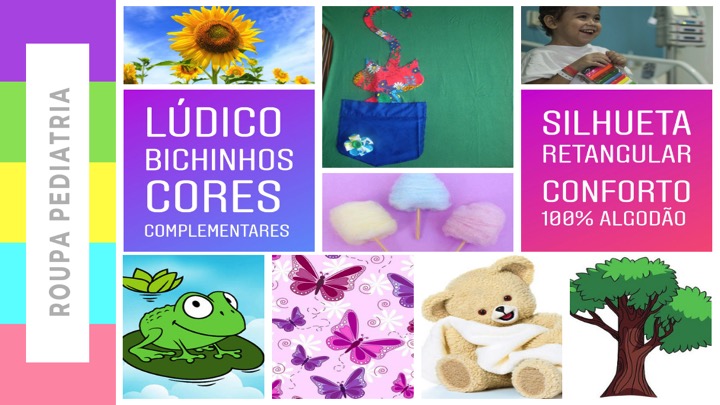 ROUPA PEDIATRIA
LÚDICO
BICHINHOS
CORES
COMPLEMENTARES
SILHUETA
RETANGULAR
CONFORTO
100% ALGODÃO